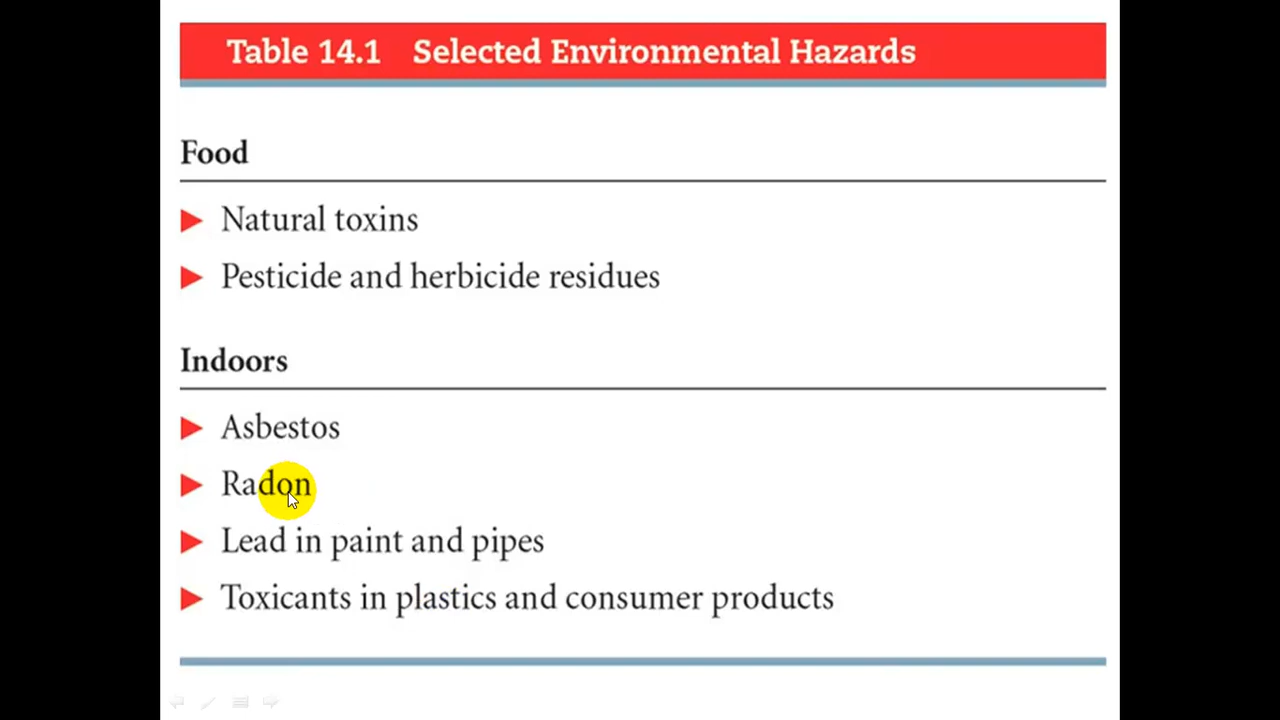 Table 14.1 Selected Environmental Hazards
Food
Natural toxins
Pesticide and herbicide residues
Indoors
Asbestos
Radon
Lead in paint and pipes
Toxicants in plastics and consumer products